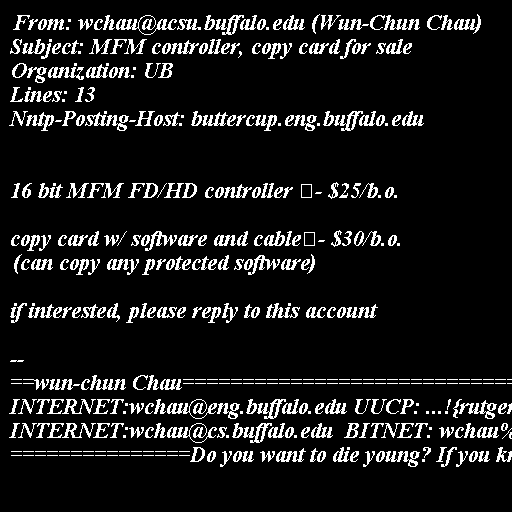 From: wchau@acsu.buffalo.edu (Wun-Chun Chau)
Subject: MFM controller, copy card for sale
Organization: UB
Lines: 13
Nntp-Posting-Host: buttercup.eng.buffalo.edu
16 bit MFM FD/HD controller - $25/b.o.
copy card w/ software and cable- $30/b.o.
(can copy any protected software)
if interested, please reply to this account
--
==wun-chun Chau============================
INTERNET:wchau@eng.buffalo.edu UUCP: ...!{rutger
INTERNET:wchau@cs.buffalo.edu  BITNET: wchau%
===============Do you want to die young? If you kn